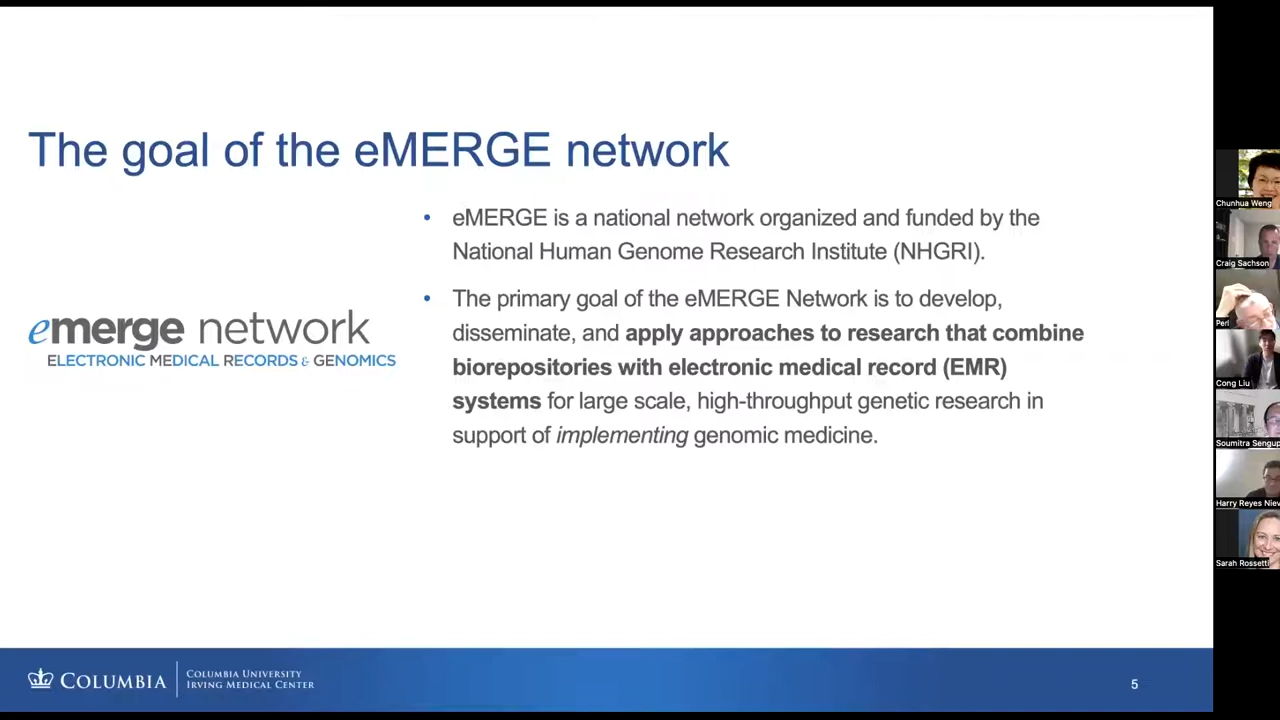 The goal of the eMERGE network
• eMERGE is a national network organized and funded by the
National Human Genome Research Institute (NHGRI).
• The primary goal of the eMERGE Network is to develop,
disseminate, and apply approaches to research that combine
biorepositories with electronic medical record (EMR)
systems for large scale, high-throughput genetic research in
support of implementing genomic medicine.
emerge network
ELECTRONIC MEDICAL RECORDS & GENOMICS
COLUMBIA
COLUMBIA UNIVERSITY
IRVING MEDICAL CENTER
5
Chunhua Weng
Craig Sachson
Perl
Cong Liu
Soumitra Sengup
Harry Reyes Niev
Sarah Rossetti